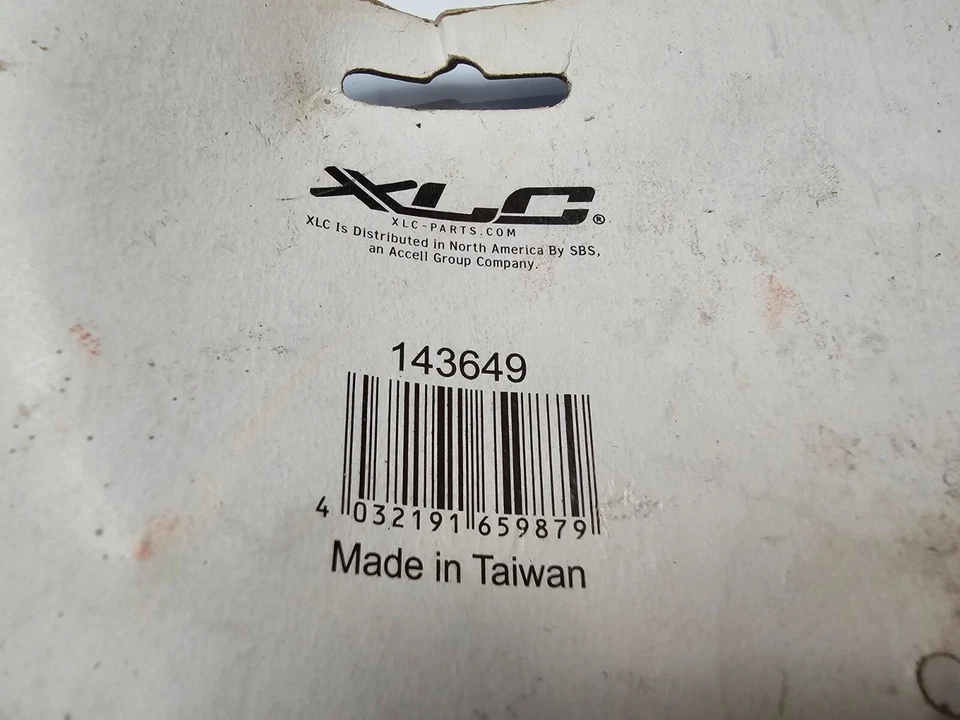 XLC®
XLC-PARTS.COM
XLC Is Distributed in North America By SBS,
an Accell Group Company.
143649
4 032191 659879
Made in Taiwan